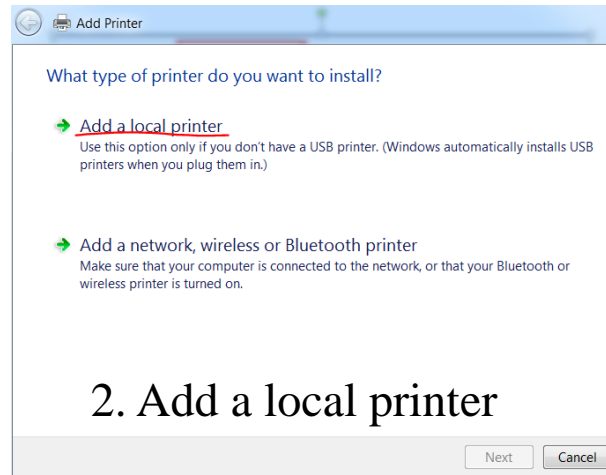 Add Printer
What type of printer do you want to install?
Add a local printer
Use this option only if you don't have a USB printer. (Windows automatically installs USB
printers when you plug them in.)
Add a network, wireless or Bluetooth printer
Make sure that your computer is connected to the network, or that your Bluetooth or
wireless printer is turned on.
2. Add a local printer
Next Cancel